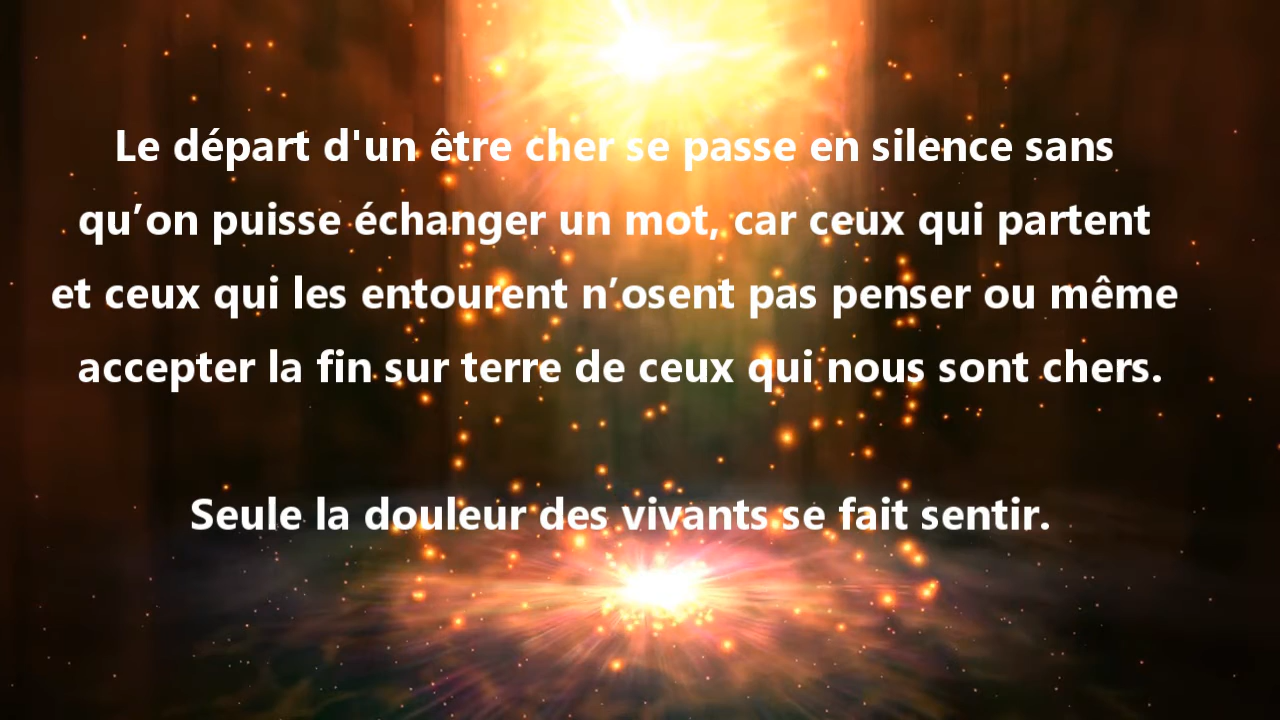 Le départ d'un être cher se passe en silence sans
qu’on puisse échanger un mot, car ceux qui partent
et ceux qui les entourent n’osent pas penser ou même
accepter la fin sur terre de ceux qui nous sont chers.
Seule la douleur des vivants se fait sentir.